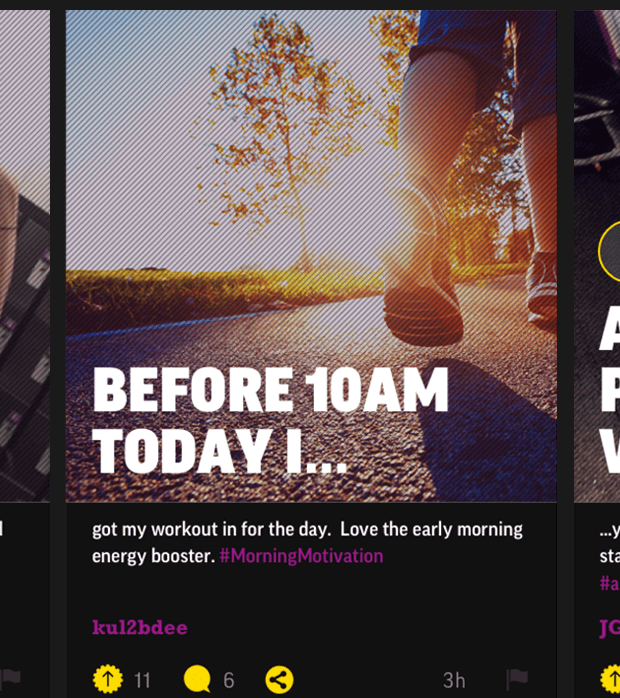 BEFORE 10AM
TODAY I...
got my workout in for the day. Love the early morning
energy booster. #MorningMotivation
kul2bdee
11 6 3h
...y
sta
#a
JG